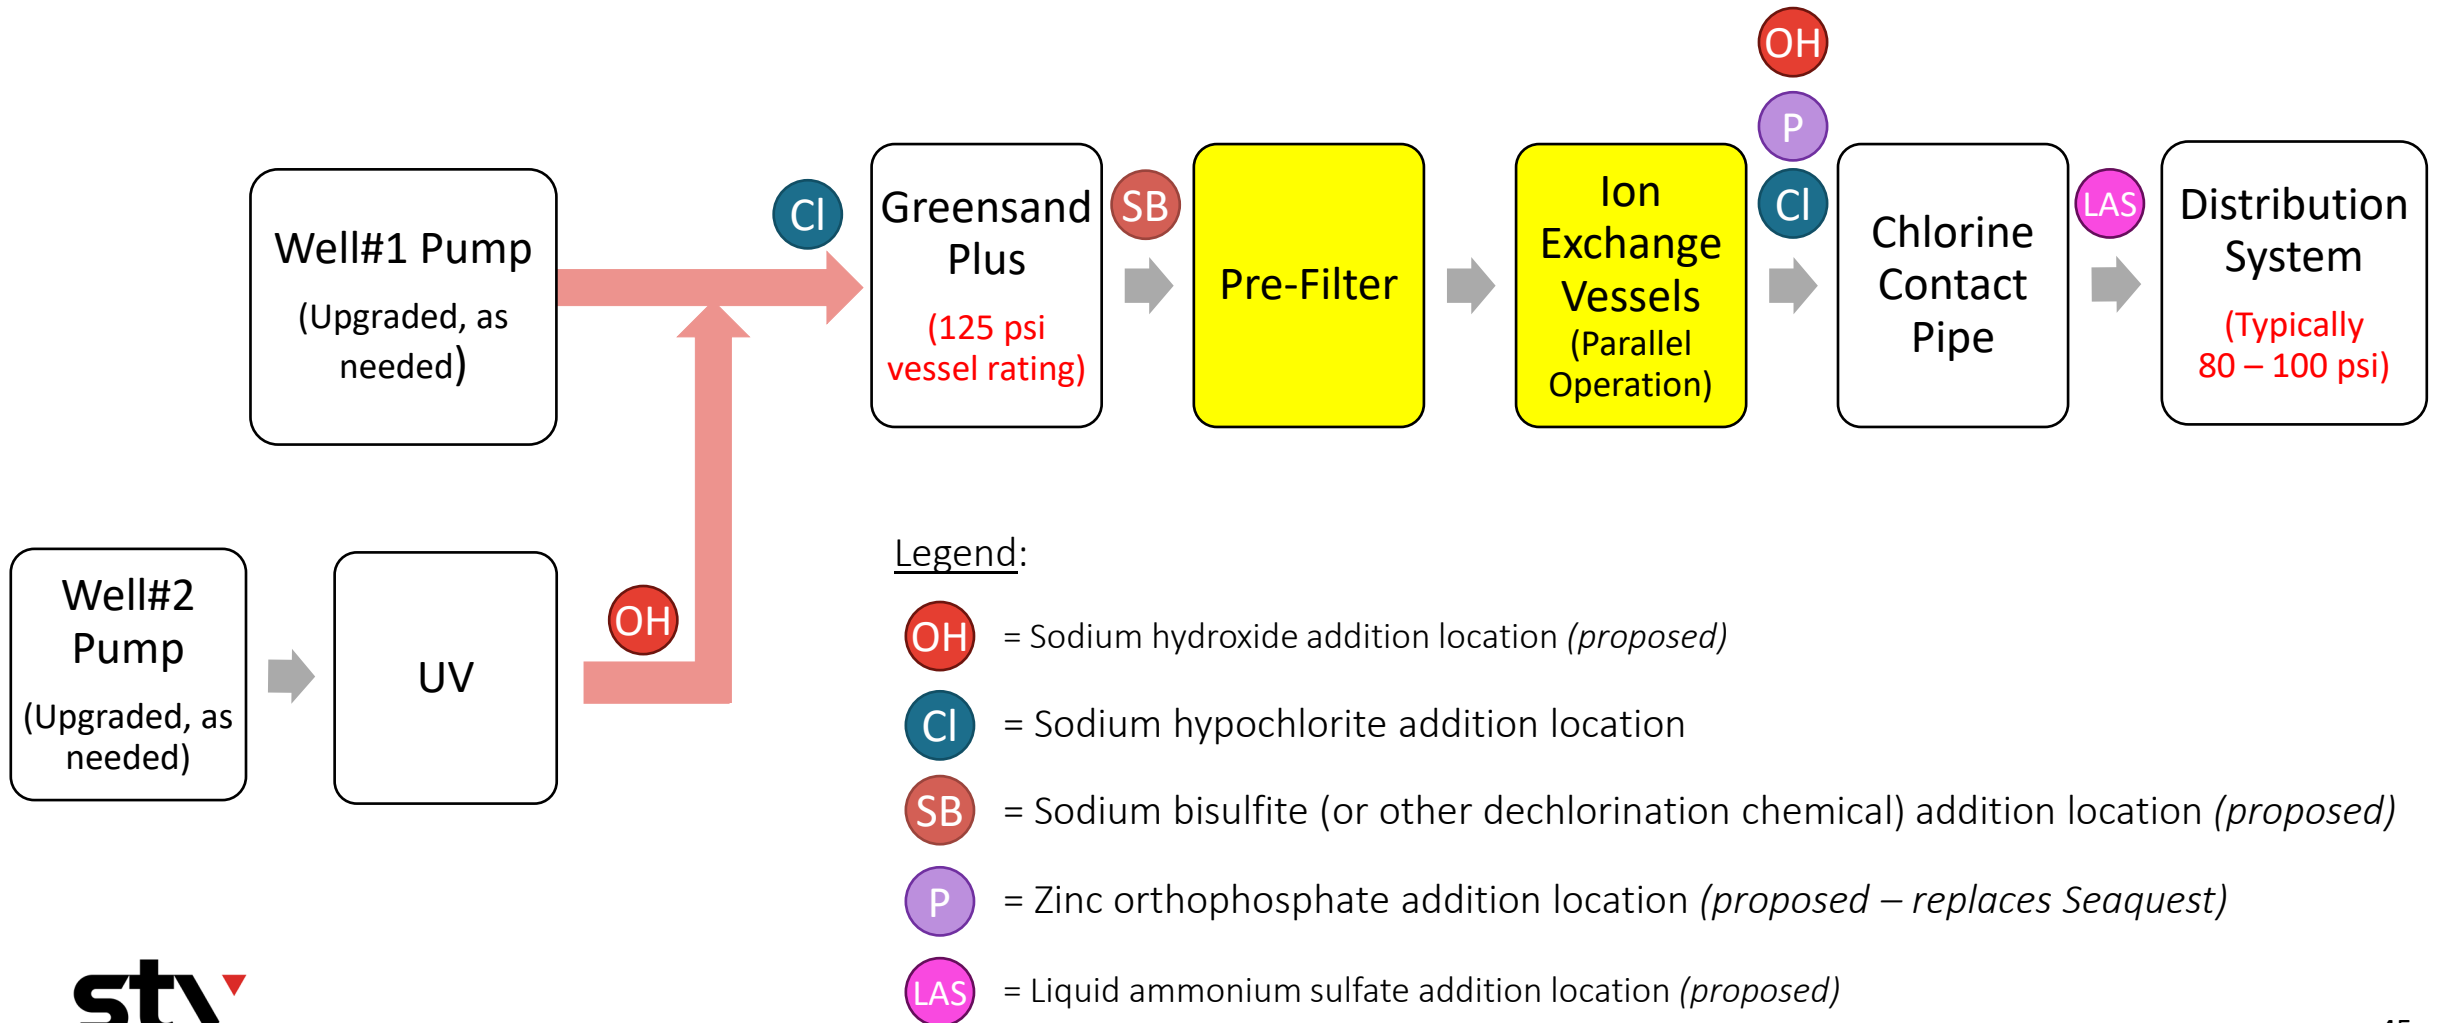 OH
P
Cl
Cl
SB
LAS
Well#1 Pump
(Upgraded, as
needed)
Greensand
Plus
(125 psi
vessel rating)
Pre-Filter
Ion
Exchange
Vessels
(Parallel
Operation)
Chlorine
Contact
Pipe
Distribution
System
(Typically
80 – 100 psi)
Well#2
Pump
(Upgraded, as
needed)
UV
OH
Legend:
OH = Sodium hydroxide addition location (proposed)
Cl = Sodium hypochlorite addition location
SB = Sodium bisulfite (or other dechlorination chemical) addition location (proposed)
P = Zinc orthophosphate addition location (proposed – replaces Seaquest)
LAS = Liquid ammonium sulfate addition location (proposed)
stv